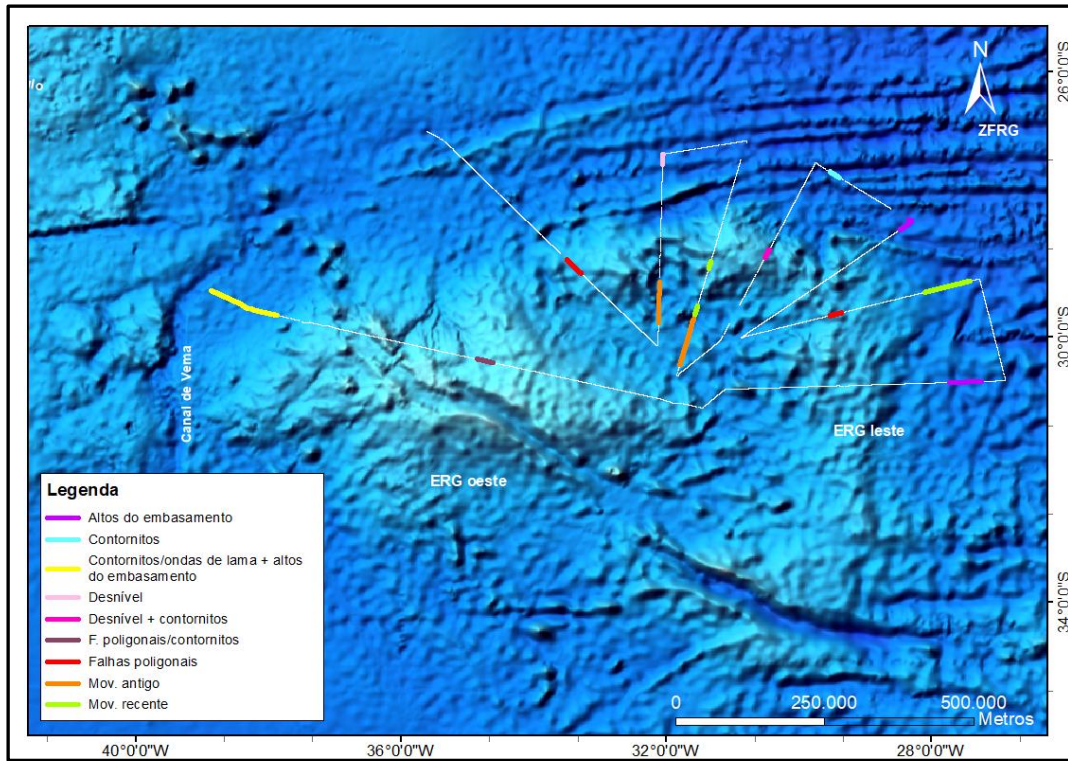 N
ZFRG
26°0'0"S
lo
30°0'0"S
Canal de Vema
ERG leste
ERG oeste
34°0'0"S
Legenda
Altos do embasamento
Contornitos
Contornitos/ondas de lama + altos
do embasamento
Desnível
Desnível + contornitos
F. poligonais/contornitos
Falhas poligonais
Mov. antigo
Mov. recente
0 250.000 500.000
Metros
40°0'0"W 36°0'0"W 32°0'0"W 28°0'0"W